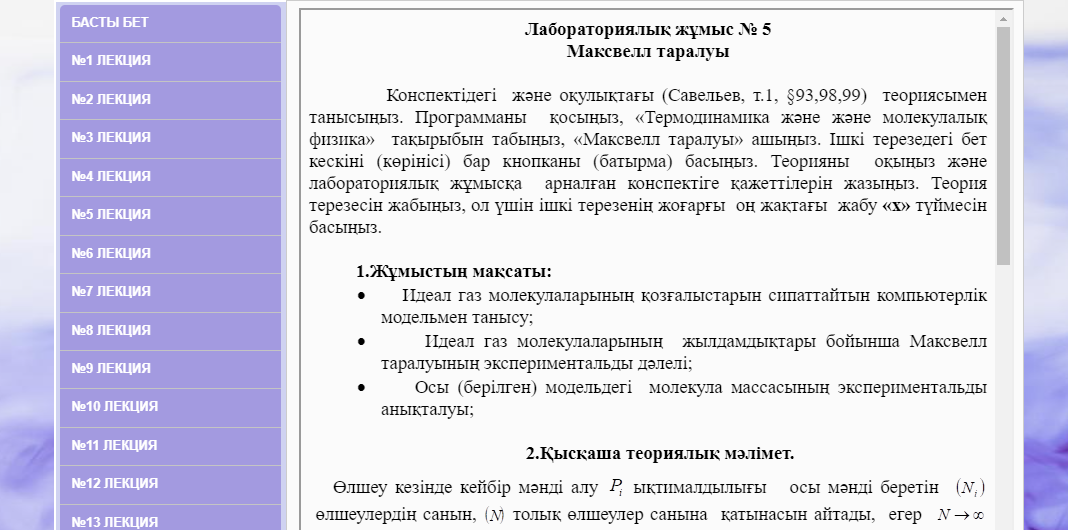 БАСТЫ БЕТ
№1 ЛЕКЦИЯ
№2 ЛЕКЦИЯ
№3 ЛЕКЦИЯ
№4 ЛЕКЦИЯ
№5 ЛЕКЦИЯ
№6 ЛЕКЦИЯ
№7 ЛЕКЦИЯ
№8 ЛЕКЦИЯ
№9 ЛЕКЦИЯ
№10 ЛЕКЦИЯ
№11 ЛЕКЦИЯ
№12 ЛЕКЦИЯ
№13 ЛЕКЦИЯ
Лабораториялық жұмыс № 5
Максвелл таралуы
Конспектідегі және оқулықтағы (Савельев, т.1, §93,98,99) теориясымен
танысыңыз. Программаны қосыңыз, «Термодинамика және және молекулалық
физика» тақырыбын табыңыз, «Максвелл таралуы» ашыңыз. Ішкі терезедегі бет
кескіні (көрінісі) бар кнопканы (батырма) басыңыз. Теорияны оқыңыз және
лабораториялық жұмысқа арналған конспектіге қажеттілерін жазыңыз. Теория
терезесін жабыңыз, ол үшін ішкі терезенің жоғарғы оң жақтағы жабу «х» түймесін
басыңыз.
1.Жұмыстың мақсаты:
• Идеал газ молекулаларының қозғалыстарын сипаттайтын компьютерлік
модельмен танысу;
• Идеал газ молекулаларының жылдамдықтары бойынша Максвелл
таралуының экспериментальды дәлелі;
• Осы (берілген) модельдегі молекула массасының экспериментальды
анықталуы;
2.Қысқаша теориялық мәлімет.
Өлшеу кезінде кейбір мәнді алу P_i ықтималдылығы осы мәнді беретін (N_i)
өлшеулердің санын, (N) толық өлшеулер санына қатынасын айтады, егер N → ∞